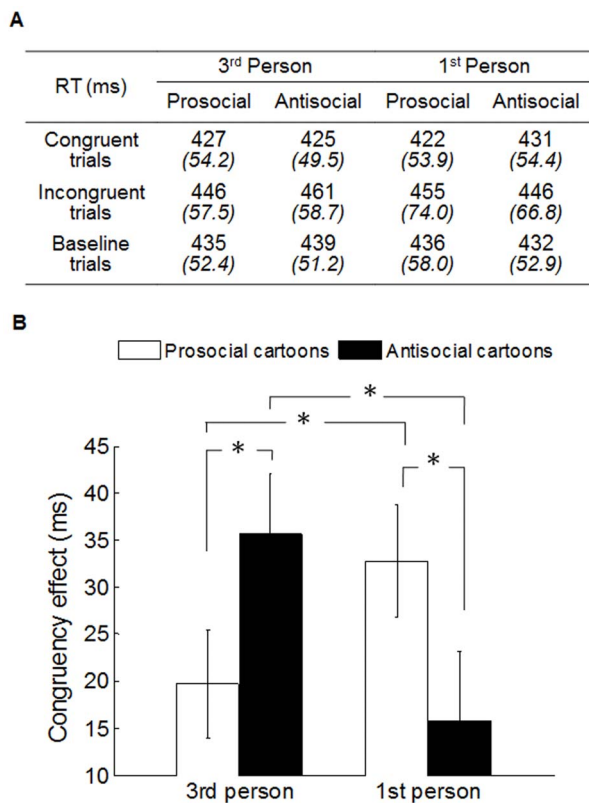 A
RT (ms) 3rd Person 1st Person
Prosocial Antisocial Prosocial Antisocial
Congruent trials 427 425 422 431
(54.2) (49.5) (53.9) (54.4)
Incongruent trials 446 461 455 446
(57.5) (58.7) (74.0) (66.8)
Baseline trials 435 439 436 432
(52.4) (51.2) (58.0) (52.9)
B
Prosocial cartoons Antisocial cartoons
*
*
* *
Congruency effect (ms)
45
40
35
30
25
20
15
10
3rd person 1st person